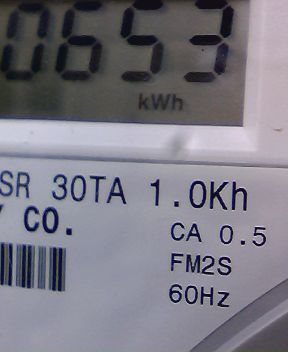 0653
kWh
SR 30TA 1.0Kh
Y CO.
CA 0.5
FM2S
60Hz